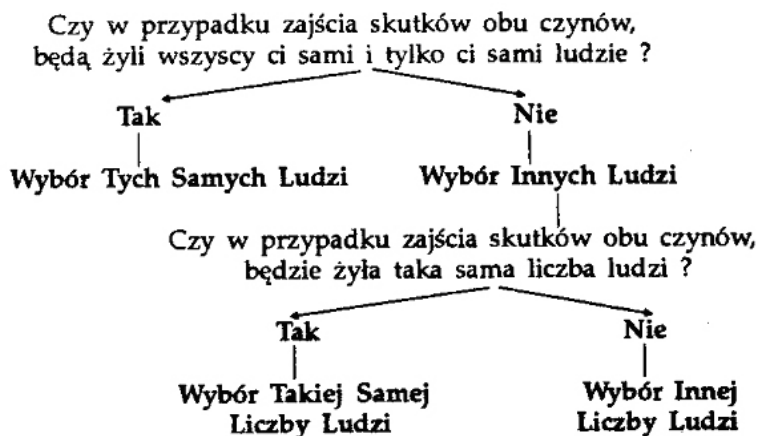 Czy w przypadku zajścia skutków obu czynów,
będą żyli wszyscy ci sami i tylko ci sami ludzie ?
Tak
Nie
Wybór Tych Samych Ludzi
Wybór Innych Ludzi
Czy w przypadku zajścia skutków obu czynów,
będzie żyła taka sama liczba ludzi ?
Tak
Nie
Wybór Takiej Samej
Liczby Ludzi
Wybór Innej
Liczby Ludzi